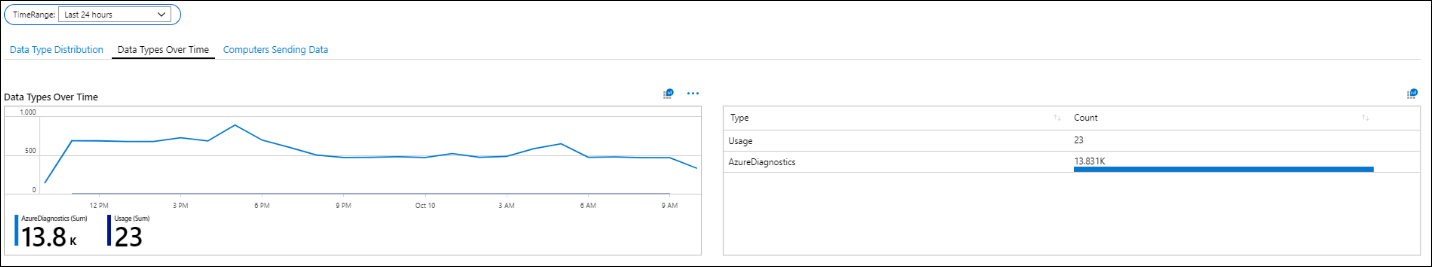 TimeRange: Last 24 hours
Data Type Distribution Data Types Over Time Computers Sending Data
Data Types Over Time
1,000
500
0
12 PM 3 PM 6 PM 9 PM Oct 10 3 AM 6 AM 9 AM
AzureDiagnostics (Sum) Usage (Sum)
13.8 K 23
Type Count
Usage 23
AzureDiagnostics 13.831K